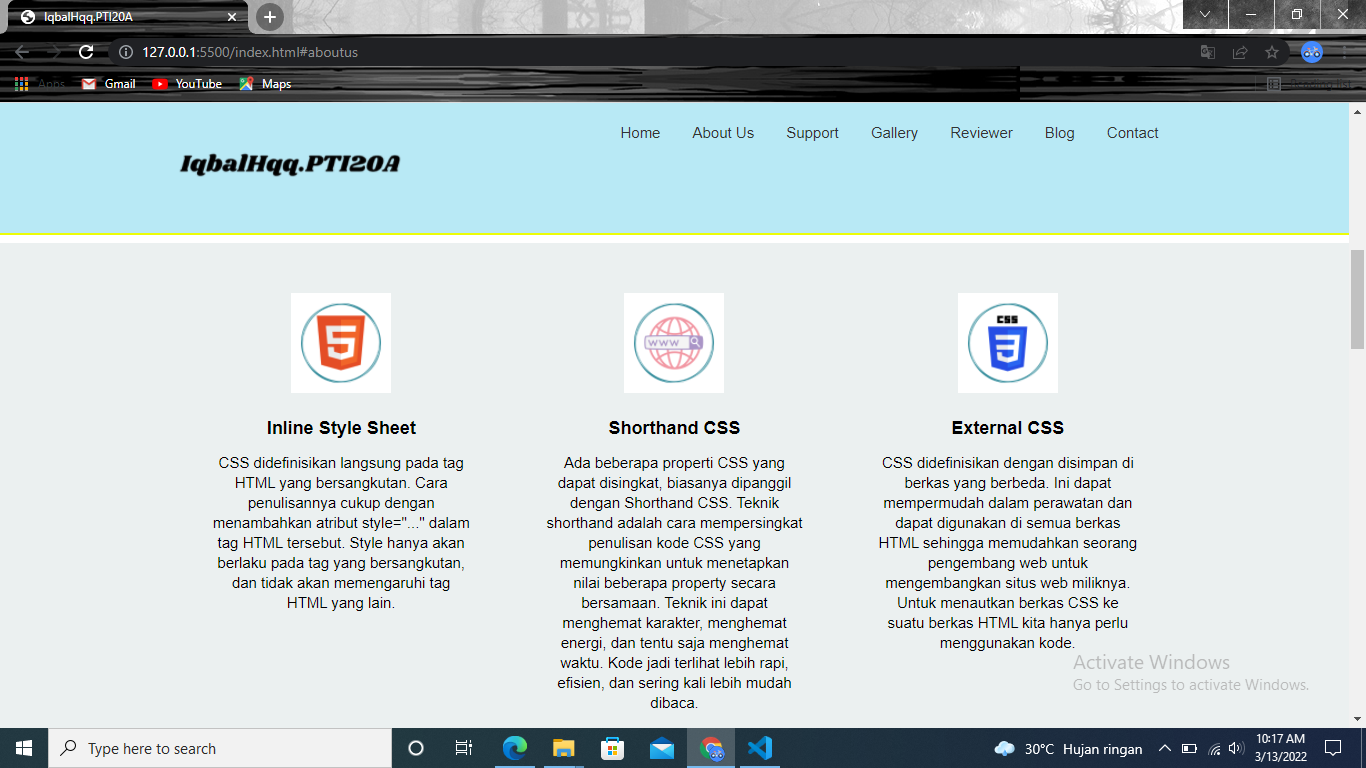 IqbalHqq.PTI20A
127.0.0.1:5500/index.html#aboutus
Apps
Gmail
YouTube
Maps
Reading list
Home
About Us
Support
Gallery
Reviewer
Blog
Contact
IqbalHqq.PTI20A
5
www
CSS
3
Inline Style Sheet
CSS didefinisikan langsung pada tag
HTML yang bersangkutan. Cara
penulisannya cukup dengan
menambahkan atribut style="..." dalam
tag HTML tersebut. Style hanya akan
berlaku pada tag yang bersangkutan,
dan tidak akan memengaruhi tag
HTML yang lain.
Shorthand CSS
Ada beberapa properti CSS yang
dapat disingkat, biasanya dipanggil
dengan Shorthand CSS. Teknik
shorthand adalah cara mempersingkat
penulisan kode CSS yang
memungkinkan untuk menetapkan
nilai beberapa property secara
bersamaan. Teknik ini dapat
menghemat karakter, menghemat
energi, dan tentu saja menghemat
waktu. Kode jadi terlihat lebih rapi,
efisien, dan sering kali lebih mudah
dibaca.
External CSS
CSS didefinisikan dengan disimpan di
berkas yang berbeda. Ini dapat
mempermudah dalam perawatan dan
dapat digunakan di semua berkas
HTML sehingga memudahkan seorang
pengembang web untuk
mengembangkan situs web miliknya.
Untuk menautkan berkas CSS ke
suatu berkas HTML kita hanya perlu
menggunakan kode.
Activate Windows
Go to Settings to activate Windows.
Type here to search
30°C Hujan ringan
10:17 AM
3/13/2022